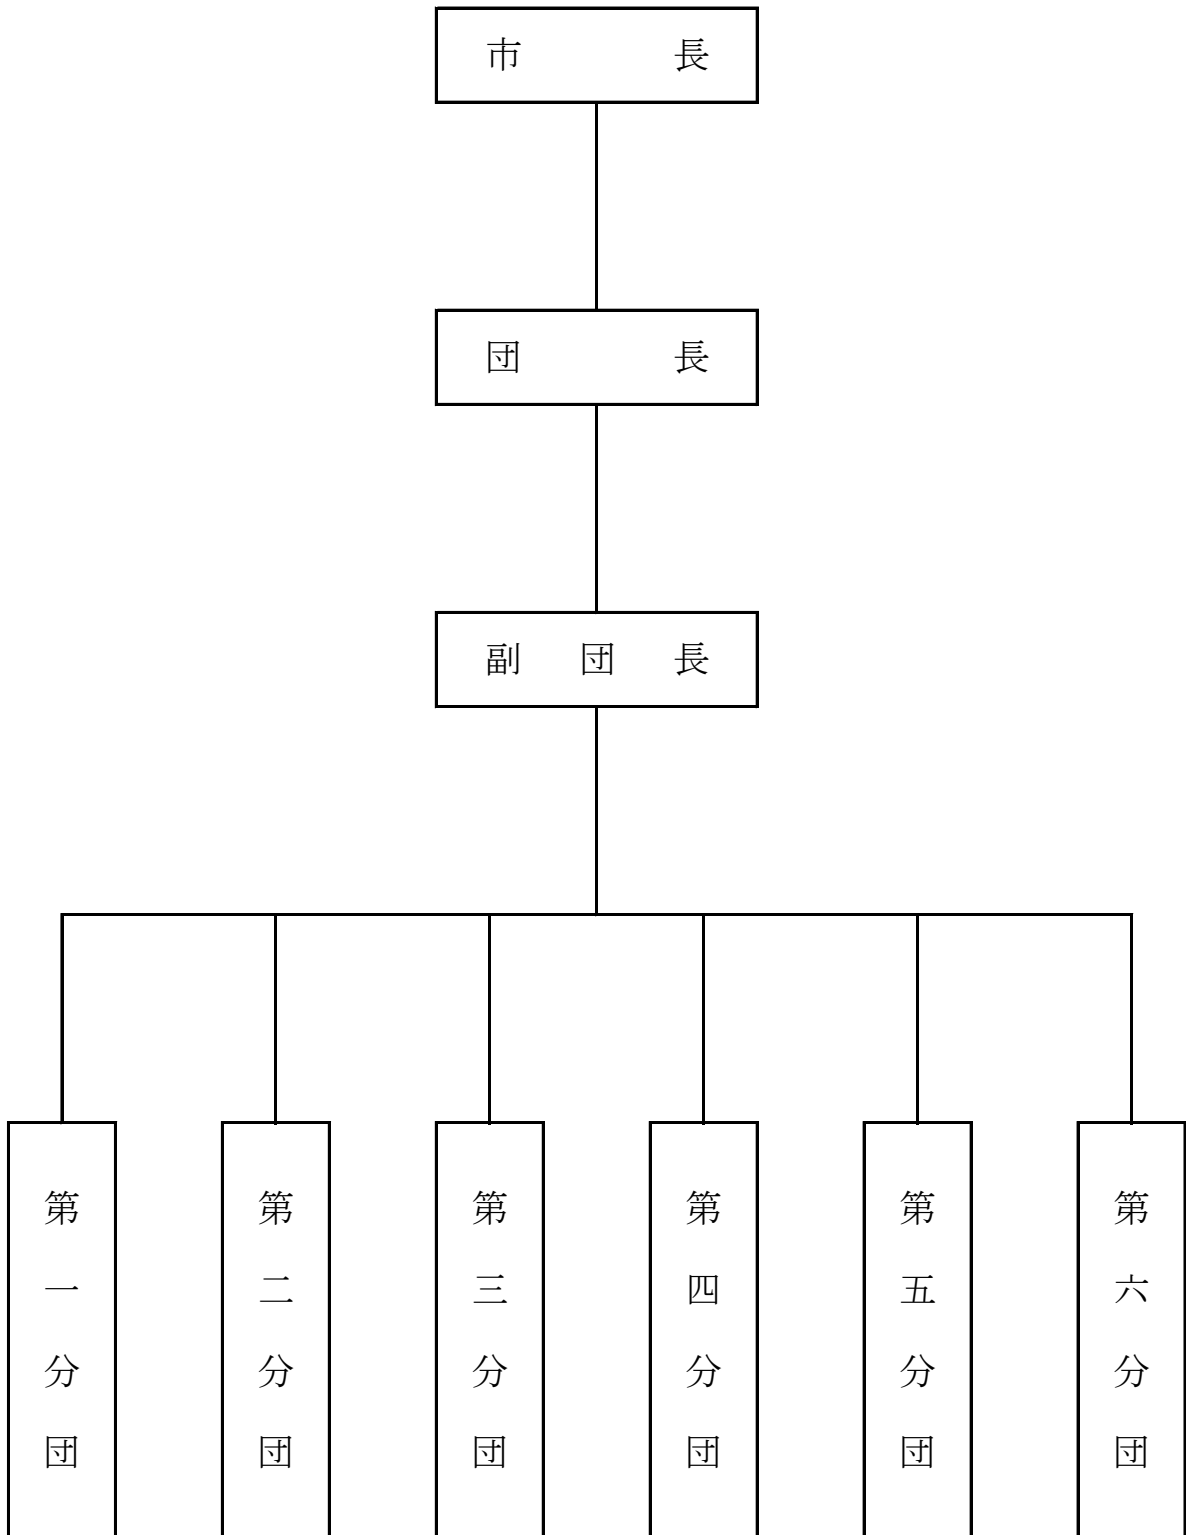 市長
団長
副団長
第一分団
第二分団
第三分団
第四分団
第五分団
第六分団